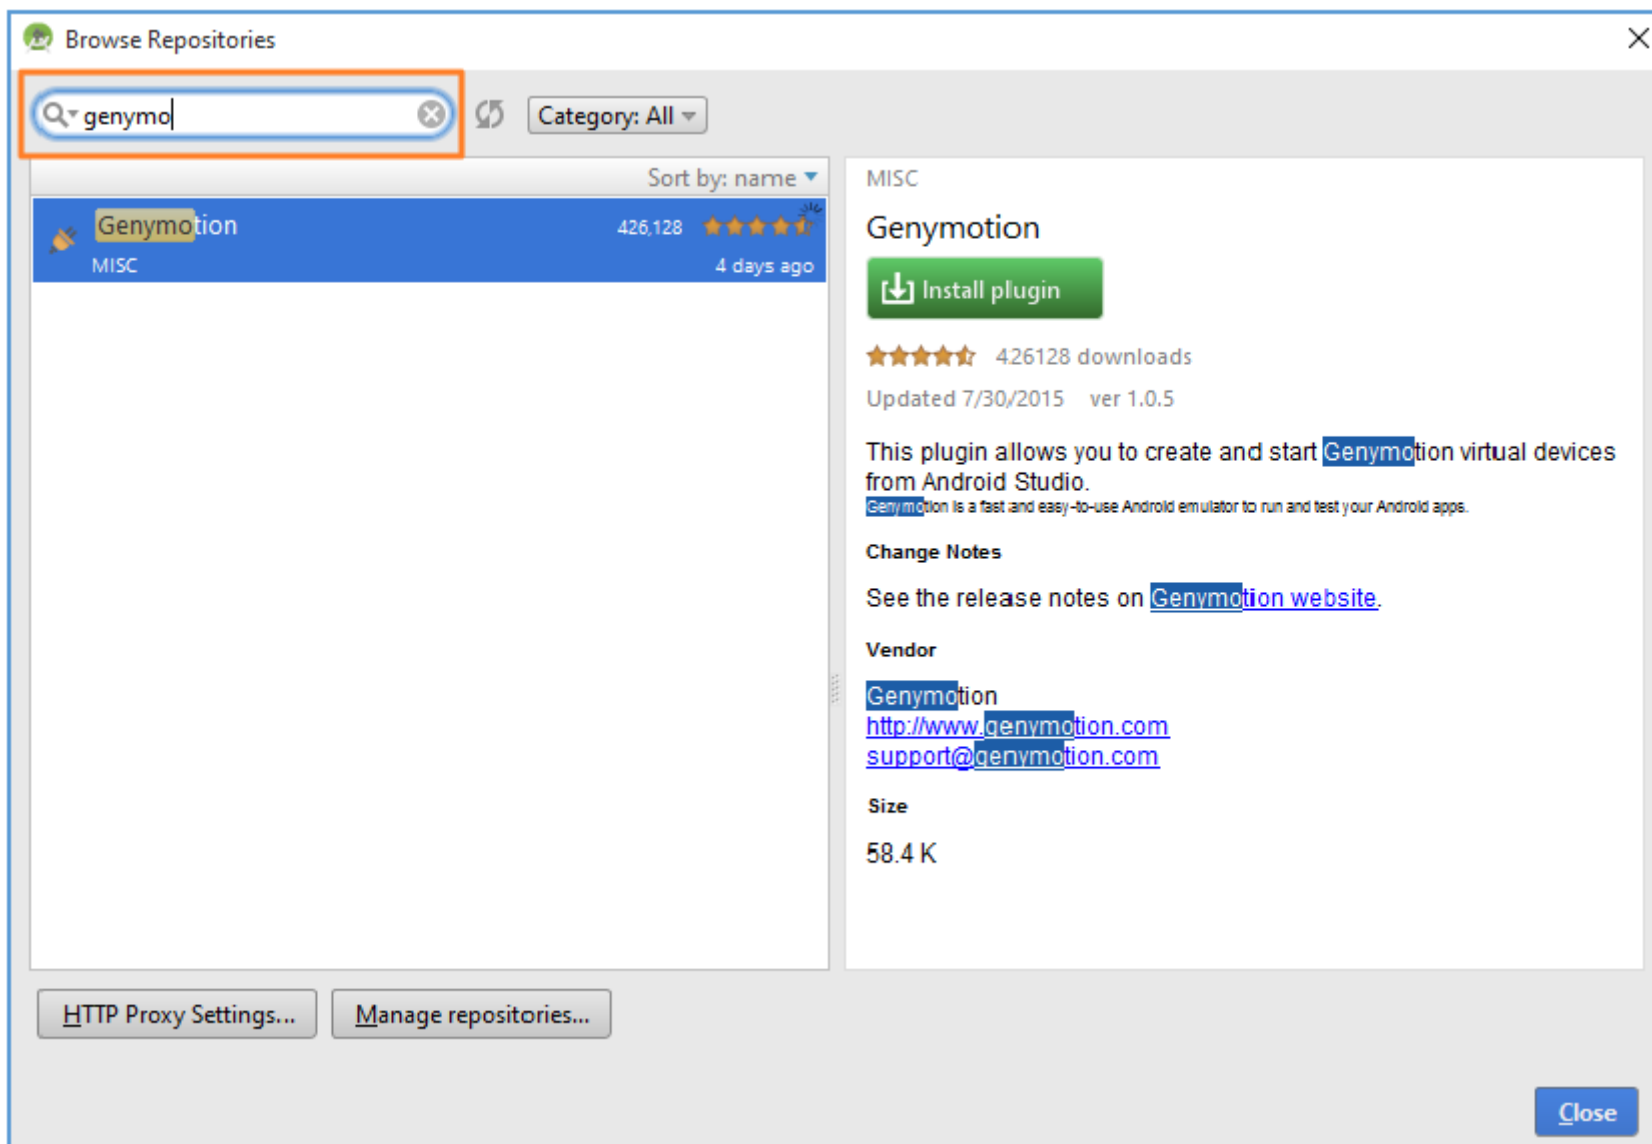 Browse Repositories
genymo
Category: All
Sort by: name
Genymotion 426,128
MISC 4 days ago
MISC
Genymotion
Install plugin
426128 downloads
Updated 7/30/2015 ver 1.0.5
This plugin allows you to create and start Genymotion virtual devices
from Android Studio.
Genymotion is a fast and easy-to-use Android emulator to run and test your Android apps.
Change Notes
See the release notes on Genymotion website.
Vendor
Genymotion
http://www.genymotion.com
support@genymotion.com
Size
58.4 K
HTTP Proxy Settings... Manage repositories...
Close